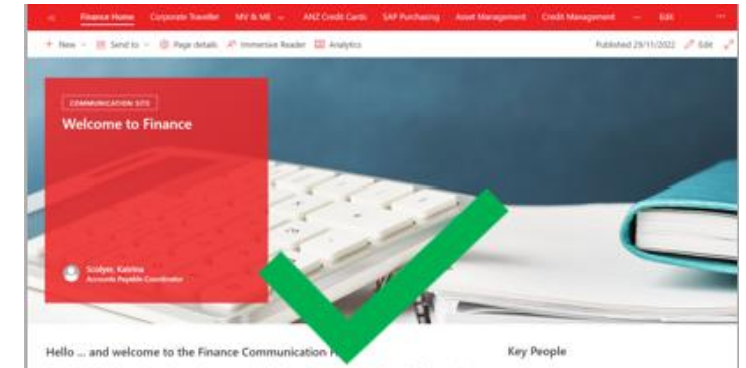 Finance Home Corporate Traveller MV & ME ANZ Credit Cards SAP Purchasing Asset Management Credit Management ... Edit ...
+ New Send to Page details Immersive Reader Analytics Published 29/11/2022 Edit
COMMUNICATION SITE
Welcome to Finance
Scolyer, Katrina
Accounts Payable Coordinator
Hello ... and welcome to the Finance Communication
Key People